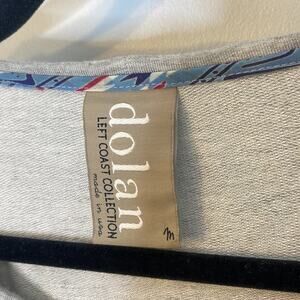 dolan
LEFT COAST COLLECTION
made in usa
M